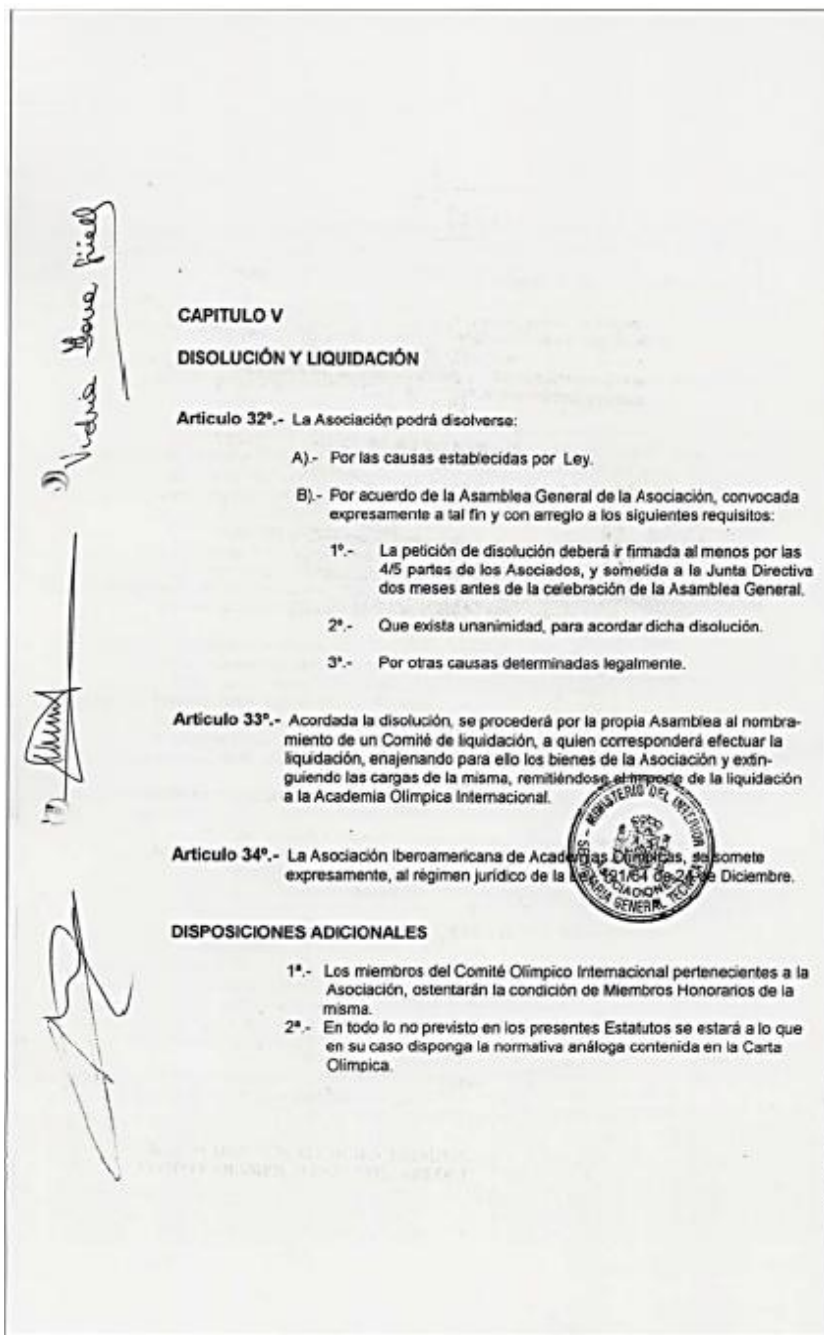 CAPITULO V
DISOLUCIÓN Y LIQUIDACIÓN
Articulo 32º.- La Asociación podrá disolverse:
A).- Por las causas establecidas por Ley.
B).- Por acuerdo de la Asamblea General de la Asociación, convocada
expresamente a tal fin y con arreglo a los siguientes requisitos:
1º.- La petición de disolución deberá ir firmada al menos por las
4/5 partes de los Asociados, y sometida a la Junta Directiva
dos meses antes de la celebración de la Asamblea General.
2º.- Que exista unanimidad, para acordar dicha disolución.
3º.- Por otras causas determinadas legalmente.
Articulo 33º.- Acordada la disolución, se procederá por la propia Asamblea al nombra-
miento de un Comité de liquidación, a quien corresponderá efectuar la
liquidación, enajenando para ello los bienes de la Asociación y extin-
guiendo las cargas de la misma, remitiéndose el importe de la liquidación
a la Academia Olimpica Internacional.
MINISTERIO DEL INTERIOR
SECRETARIA GENERAL TECNICA
ASOCIACIONES
Articulo 34º.- La Asociación Iberoamericana de Academias Olimpicas, se somete
expresamente, al régimen jurídico de la Ley 191/64 de 24 de Diciembre.
DISPOSICIONES ADICIONALES
1ª.- Los miembros del Comité Olimpico Internacional pertenecientes a la
Asociación, ostentarán la condición de Miembros Honorarios de la
misma.
2ª.- En todo lo no previsto en los presentes Estatutos se estará a lo que
en su caso disponga la normativa análoga contenida en la Carta
Olimpica.